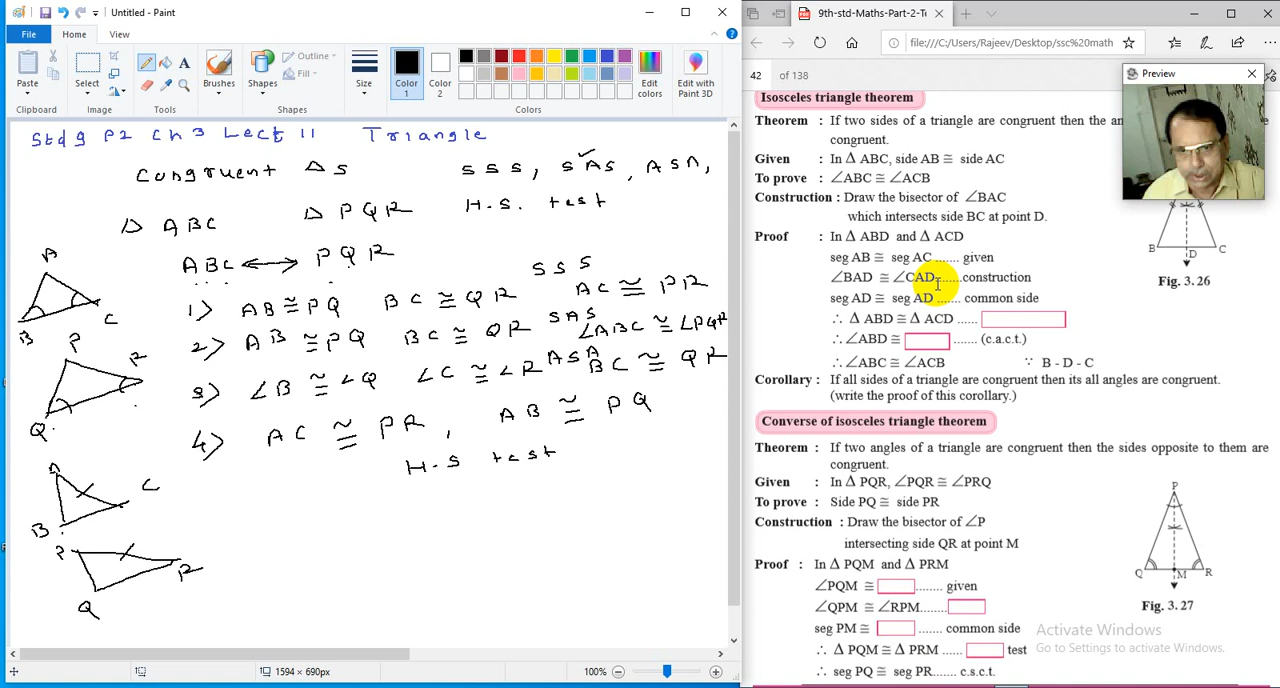 Untitled - Paint
File
Home
View
Paste
Select
Brushes
Shapes
Outline
Fill
Size
Color 1
Color 2
Edit colors
Edit with Paint 3D
Clipboard
Image
Tools
Shapes
Colors
Std 9 P2 Ch 3 Lect 11 Triangle
Congruent Δ s SSS, SAS, ASA,
H.S. test
Δ ABC Δ PQR
ABC ↔ PQR
SSS
1) AB ≅ PQ BC ≅ QR AC ≅ PR
SAS
2) AB ≅ PQ BC ≅ QR ∠ABC ≅ ∠PQR
ASA
3) ∠B ≅ ∠Q ∠C ≅ ∠R BC ≅ QR
4) AC ≅ PR, AB ≅ PQ
H.S test
A
B
C
P
Q
R
A
B
C
P
Q
R
1594 × 690px
100%
9th-std-Maths-Part-2-Te
file:///C:/Users/Rajeev/Desktop/ssc%20math
42 of 138
Preview
Isosceles triangle theorem
Theorem : If two sides of a triangle are congruent then the an
congruent.
Given : In Δ ABC, side AB ≅ side AC
To prove : ∠ABC ≅ ∠ACB
Construction : Draw the bisector of ∠BAC
which intersects side BC at point D.
Proof : In Δ ABD and Δ ACD
seg AB ≅ seg AC ....... given
∠BAD ≅ ∠CAD.......construction
seg AD ≅ seg AD ....... common side
∴ Δ ABD ≅ Δ ACD ......
∴ ∠ABD ≅ ....... (c.a.c.t.)
∴ ∠ABC ≅ ∠ACB ∵ B - D - C
B D C
Fig. 3.26
Corollary : If all sides of a triangle are congruent then its all angles are congruent.
(write the proof of this corollary.)
Converse of isosceles triangle theorem
Theorem : If two angles of a triangle are congruent then the sides opposite to them are
congruent.
Given : In Δ PQR, ∠PQR ≅ ∠PRQ
To prove : Side PQ ≅ side PR
Construction : Draw the bisector of ∠P
intersecting side QR at point M
Proof : In Δ PQM and Δ PRM
∠PQM ≅ ........ given
∠QPM ≅ ∠RPM........
seg PM ≅ ....... common side
∴ Δ PQM ≅ Δ PRM ...... test
∴ seg PQ ≅ seg PR....... c.s.c.t.
P
Q M R
Fig. 3.27
Activate Windows
Go to Settings to activate Windows.